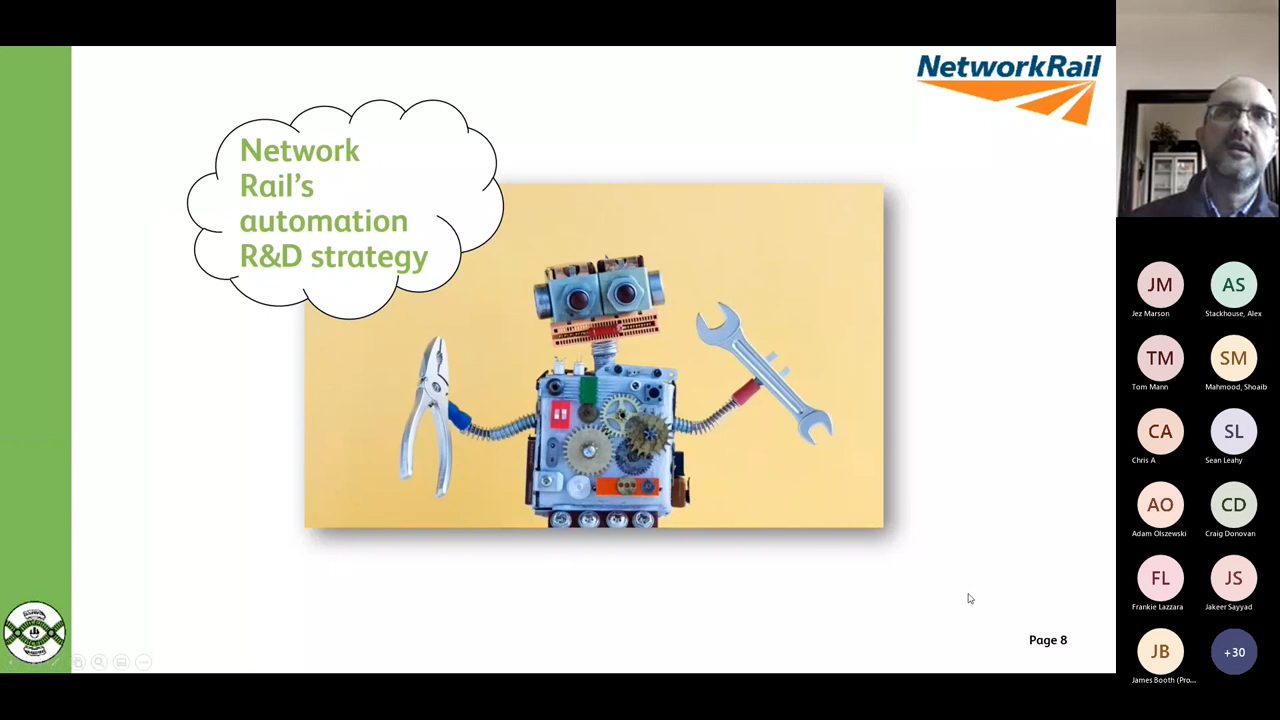 NetworkRail
Network
Rail's
automation
R&D strategy
Page 8
JM
Jez Marson
AS
Stackhouse, Alex
TM
Tom Mann
SM
Mahmood, Shoaib
CA
Chris A
SL
Sean Leahy
AO
Adam Olszewski
CD
Craig Donovan
FL
Frankie Lazzara
JS
Jakeer Sayyad
JB
James Booth (Pro...
+30